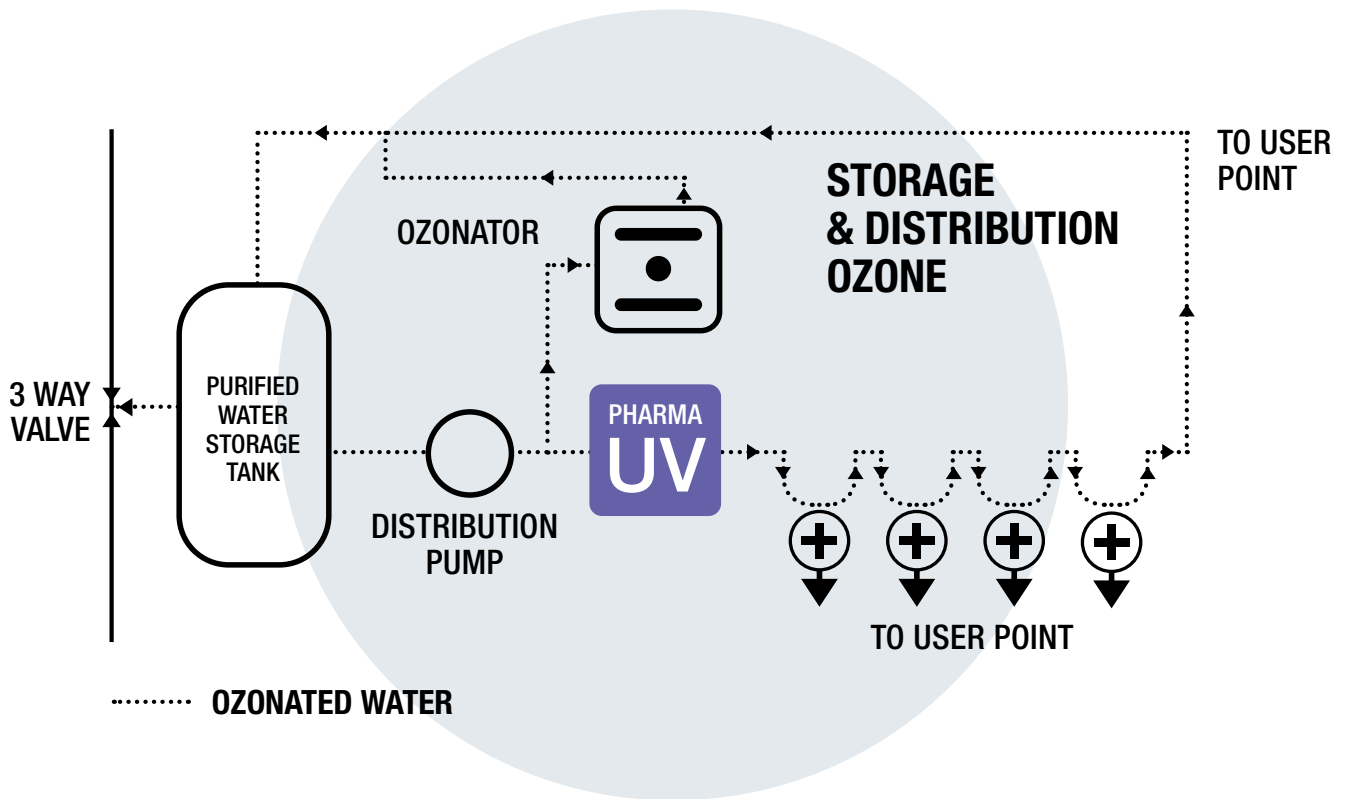 TO USER
POINT
STORAGE
& DISTRIBUTION
OZONE
OZONATOR
3 WAY
VALVE
PURIFIED
WATER
STORAGE
TANK
PHARMA
UV
DISTRIBUTION
PUMP
TO USER POINT
OZONATED WATER